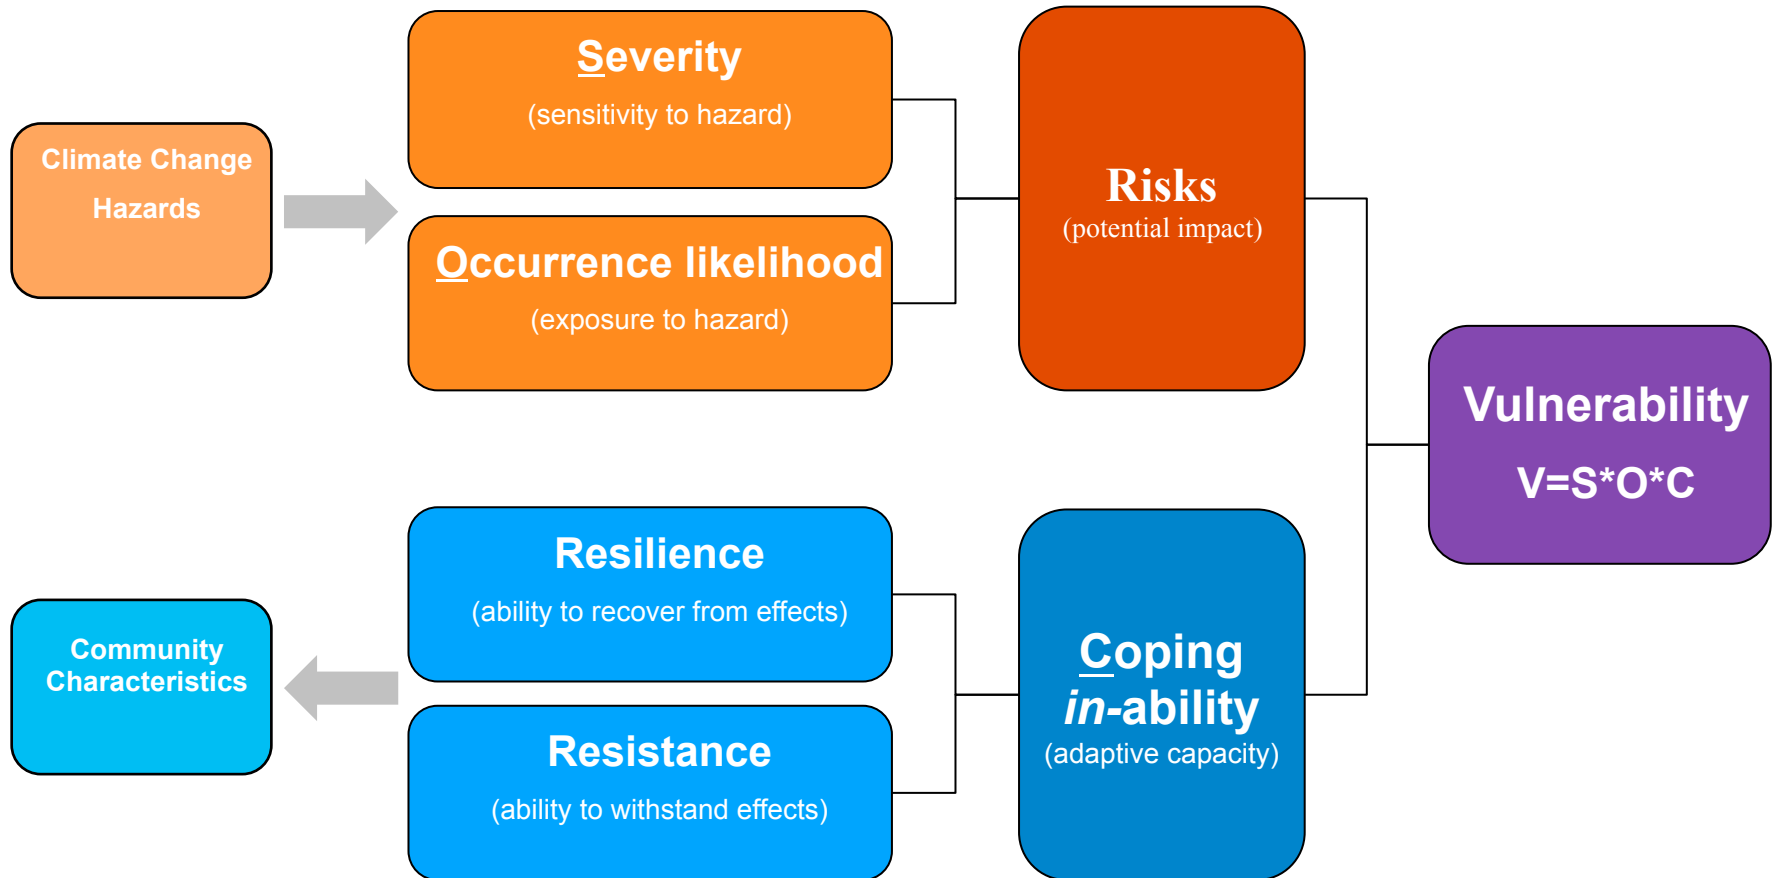 Climate Change
Hazards
Severity
(sensitivity to hazard)
Occurrence likelihood
(exposure to hazard)
Risks
(potential impact)
Vulnerability
V=S*O*C
Community
Characteristics
Resilience
(ability to recover from effects)
Resistance
(ability to withstand effects)
Coping
in-ability
(adaptive capacity)